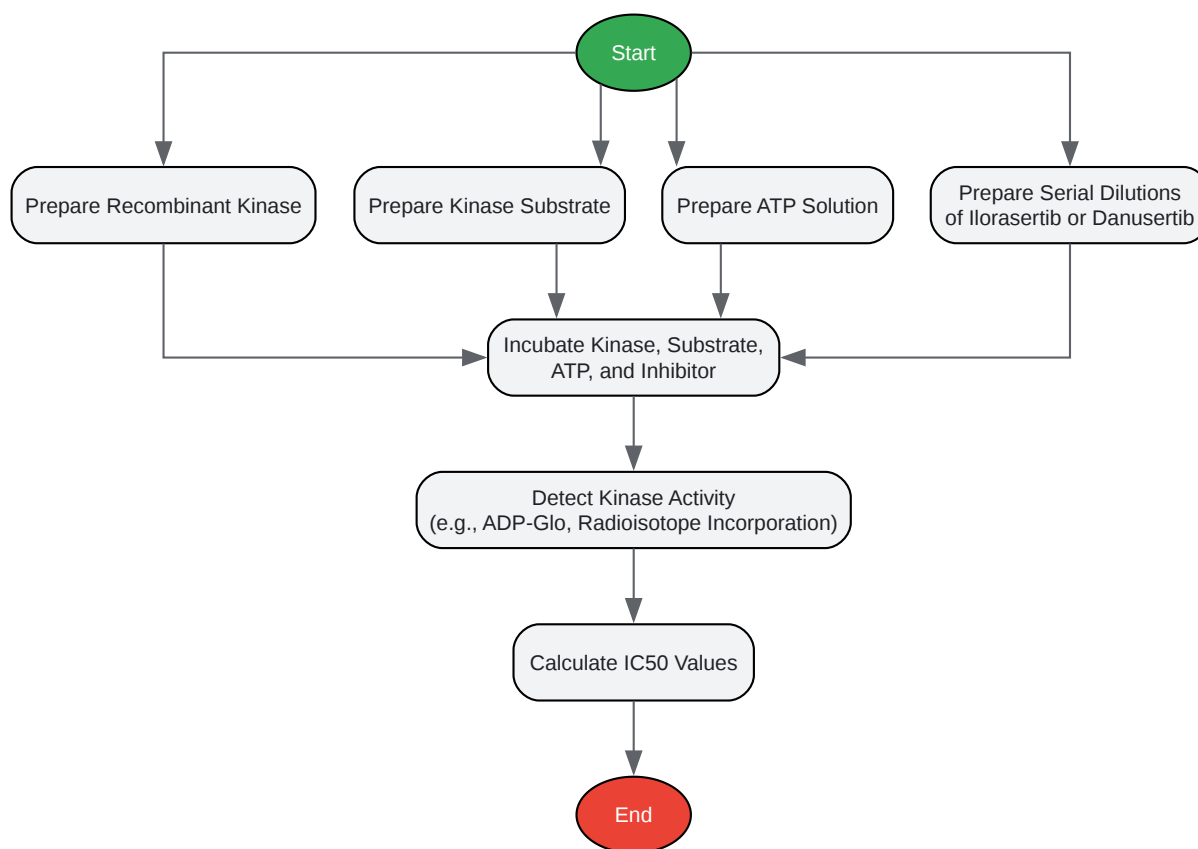 Start
Prepare Recombinant Kinase
Prepare Kinase Substrate
Prepare ATP Solution
Prepare Serial Dilutions
of Ilorasertib or Danusertib
Incubate Kinase, Substrate,
ATP, and Inhibitor
Detect Kinase Activity
(e.g., ADP-Glo, Radioisotope Incorporation)
Calculate IC50 Values
End